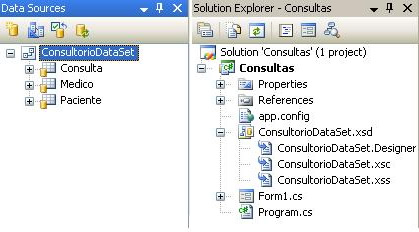 Data Sources
ConsultorioDataSet
Consulta
Medico
Paciente
Solution Explorer - Consultas
Solution 'Consultas' (1 project)
Consultas
Properties
References
app.config
ConsultorioDataSet.xsd
ConsultorioDataSet.Designer
ConsultorioDataSet.xsc
ConsultorioDataSet.xss
Form1.cs
Program.cs